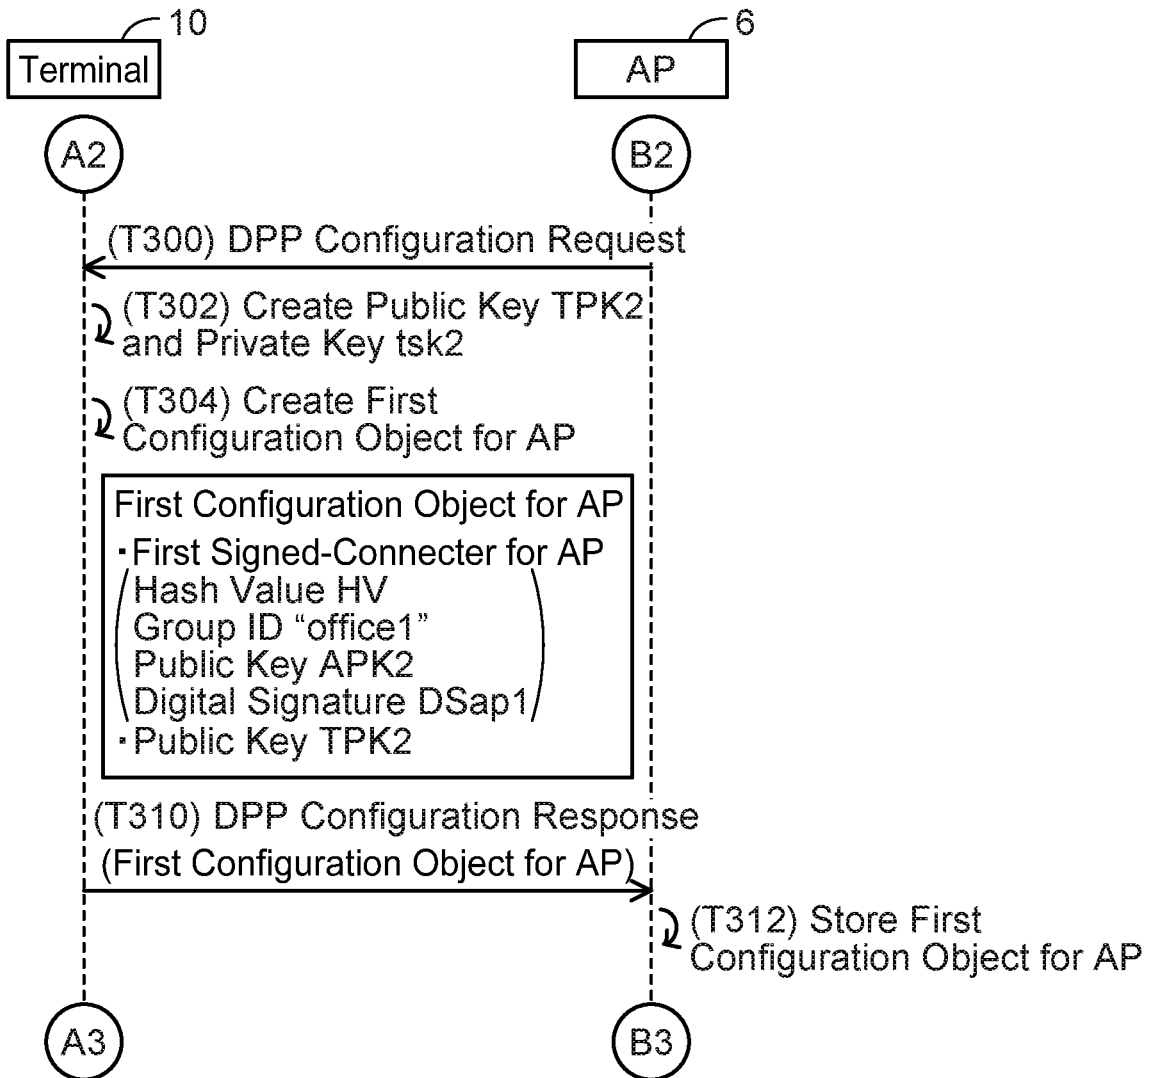 10
6
Terminal
AP
A2
B2
(T300) DPP Configuration Request
(T302) Create Public Key TPK2
and Private Key tsk2
(T304) Create First
Configuration Object for AP
First Configuration Object for AP
・First Signed-Connecter for AP
Hash Value HV
Group ID “office1”
Public Key APK2
Digital Signature DSap1
・Public Key TPK2
(T310) DPP Configuration Response
(First Configuration Object for AP)
(T312) Store First
Configuration Object for AP
A3
B3